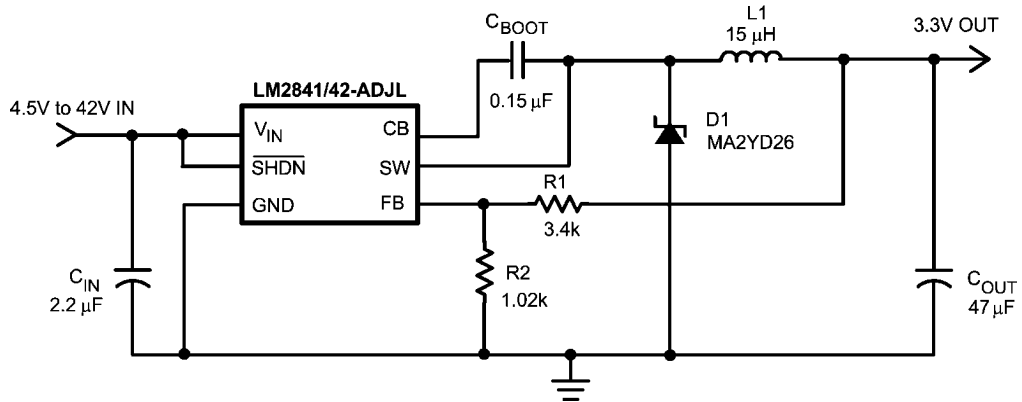 C_BOOT
0.15 µF
L1
15 µH
3.3V OUT
4.5V to 42V IN
LM2841/42-ADJL
V_IN
SHDN
GND
CB
SW
FB
D1
MA2YD26
R1
3.4k
R2
1.02k
C_IN
2.2 µF
C_OUT
47 µF